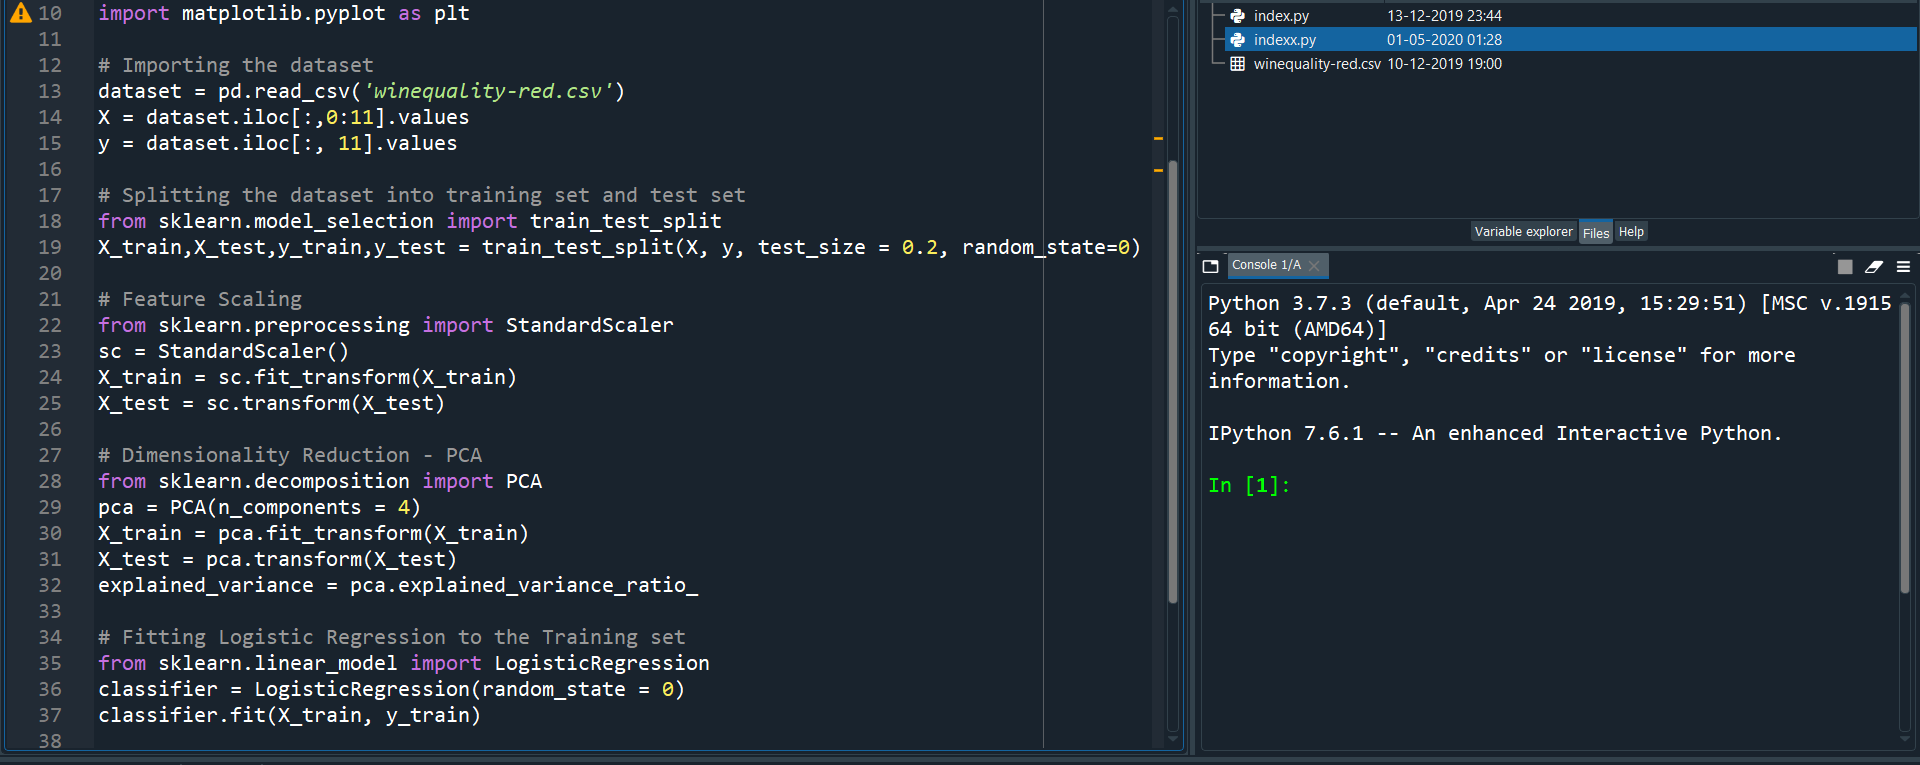 10 import matplotlib.pyplot as plt
11
12 # Importing the dataset
13 dataset = pd.read_csv('winequality-red.csv')
14 X = dataset.iloc[:,0:11].values
15 y = dataset.iloc[:, 11].values
16
17 # Splitting the dataset into training set and test set
18 from sklearn.model_selection import train_test_split
19 X_train,X_test,y_train,y_test = train_test_split(X, y, test_size = 0.2, random_state=0)
20
21 # Feature Scaling
22 from sklearn.preprocessing import StandardScaler
23 sc = StandardScaler()
24 X_train = sc.fit_transform(X_train)
25 X_test = sc.transform(X_test)
26
27 # Dimensionality Reduction - PCA
28 from sklearn.decomposition import PCA
29 pca = PCA(n_components = 4)
30 X_train = pca.fit_transform(X_train)
31 X_test = pca.transform(X_test)
32 explained_variance = pca.explained_variance_ratio_
33
34 # Fitting Logistic Regression to the Training set
35 from sklearn.linear_model import LogisticRegression
36 classifier = LogisticRegression(random_state = 0)
37 classifier.fit(X_train, y_train)
38
index.py 13-12-2019 23:44
indexx.py 01-05-2020 01:28
winequality-red.csv 10-12-2019 19:00
Variable explorer Files Help
Console 1/A
Python 3.7.3 (default, Apr 24 2019, 15:29:51) [MSC v.1915
64 bit (AMD64)]
Type "copyright", "credits" or "license" for more
information.
IPython 7.6.1 -- An enhanced Interactive Python.
In [1]: